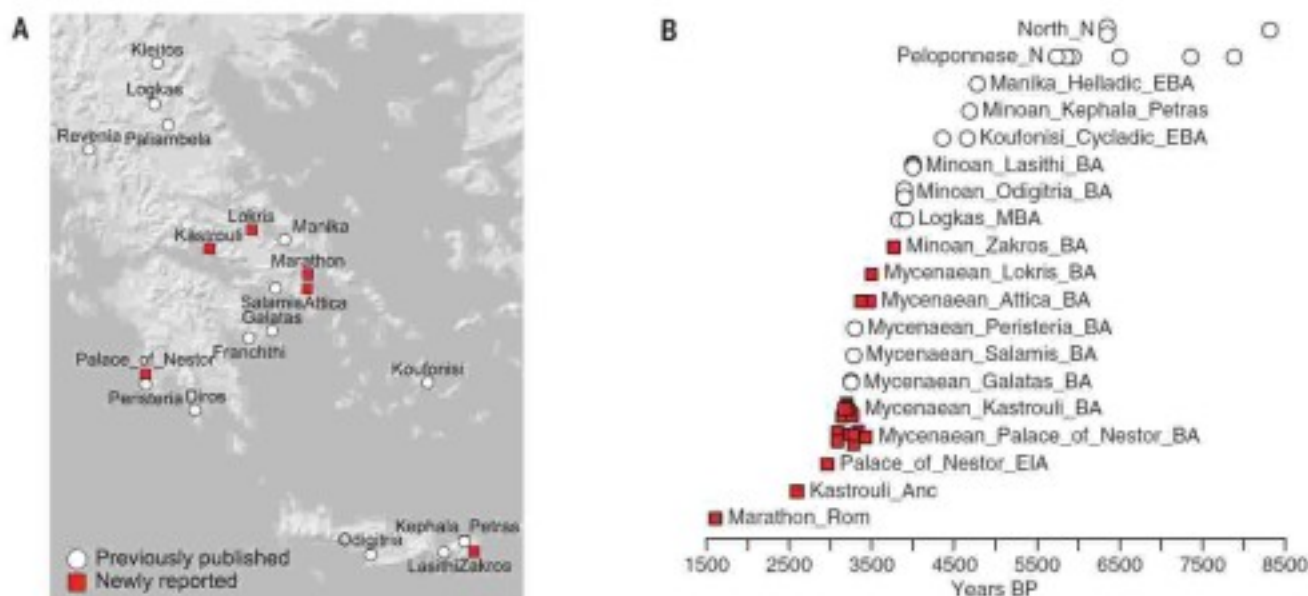 A
Kleitos
Logkas
Revenia
Paliambela
Lokris
Manika
Kastrouli
Marathon
Salamis
Attica
Galatas
Franchthi
Palace_of_Nestor
Koufonisi
Peristeria
Diros
Kephala_Petras
Odigitria
Lasithi
Zakros
Previously published
Newly reported
B
North_N
Peloponnese_N
Manika_Helladic_EBA
Minoan_Kephala_Petras
Koufonisi_Cycladic_EBA
Minoan_Lasithi_BA
Minoan_Odigitria_BA
Logkas_MBA
Minoan_Zakros_BA
Mycenaean_Lokris_BA
Mycenaean_Attica_BA
Mycenaean_Peristeria_BA
Mycenaean_Salamis_BA
Mycenaean_Galatas_BA
Mycenaean_Kastrouli_BA
Mycenaean_Palace_of_Nestor_BA
Palace_of_Nestor_EIA
Kastrouli_Anc
Marathon_Rom
1500 2500 3500 4500 5500 6500 7500 8500
Years BP